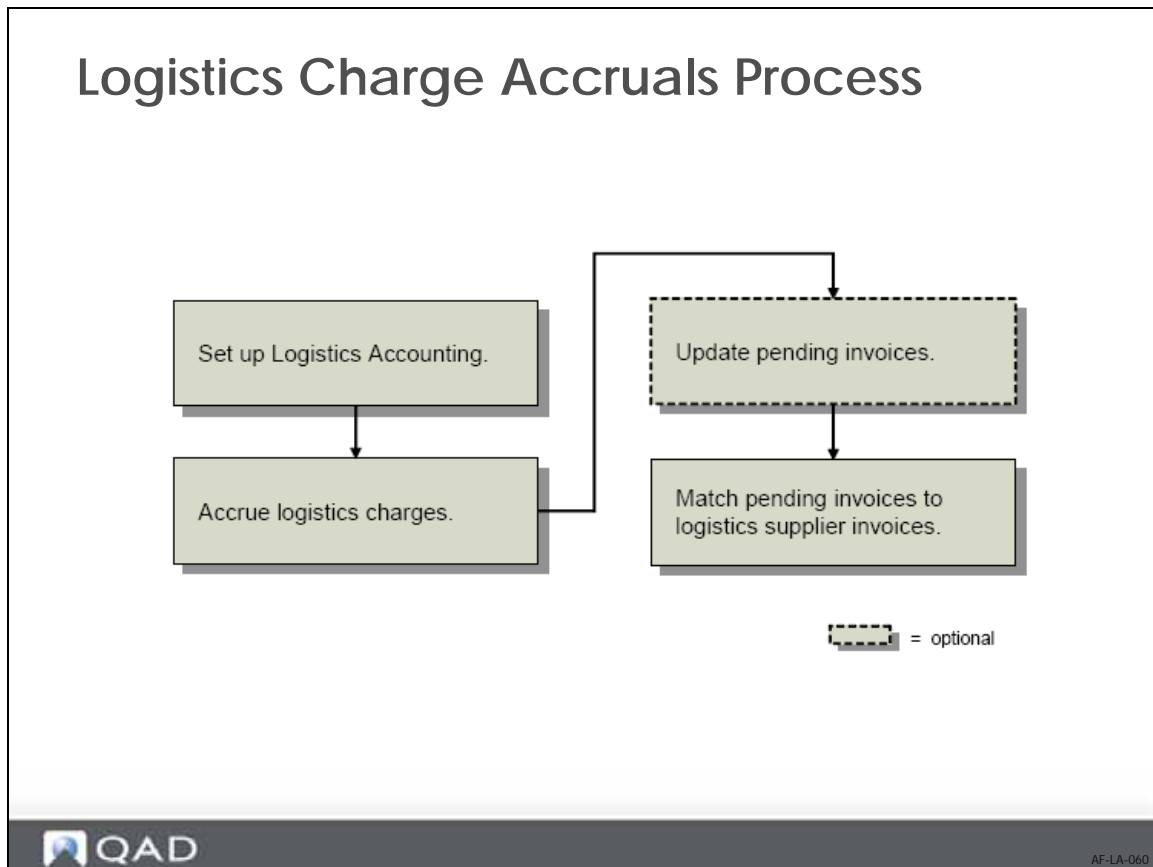 Logistics Charge Accruals Process
Set up Logistics Accounting.
Accrue logistics charges.
Update pending invoices.
Match pending invoices to
logistics supplier invoices.
= optional
QAD
AF-LA-060